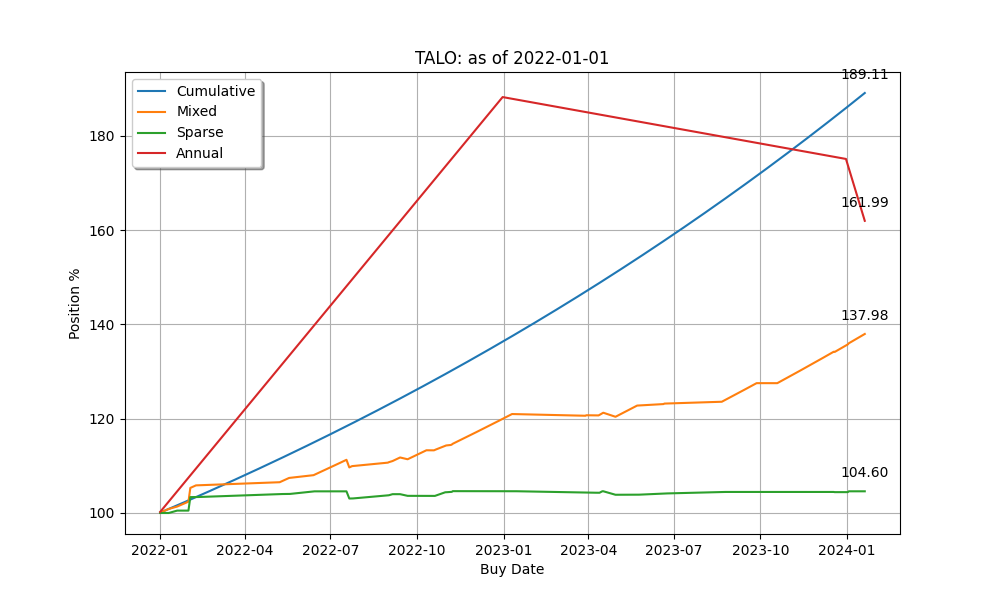 TALO: as of 2022-01-01
189.11
Cumulative
Mixed
Sparse
Annual
180
161.99
160
137.98
140
120
104.60
100
Position %
2022-01
2022-04
2022-07
2022-10
2023-01
2023-04
2023-07
2023-10
2024-01
Buy Date